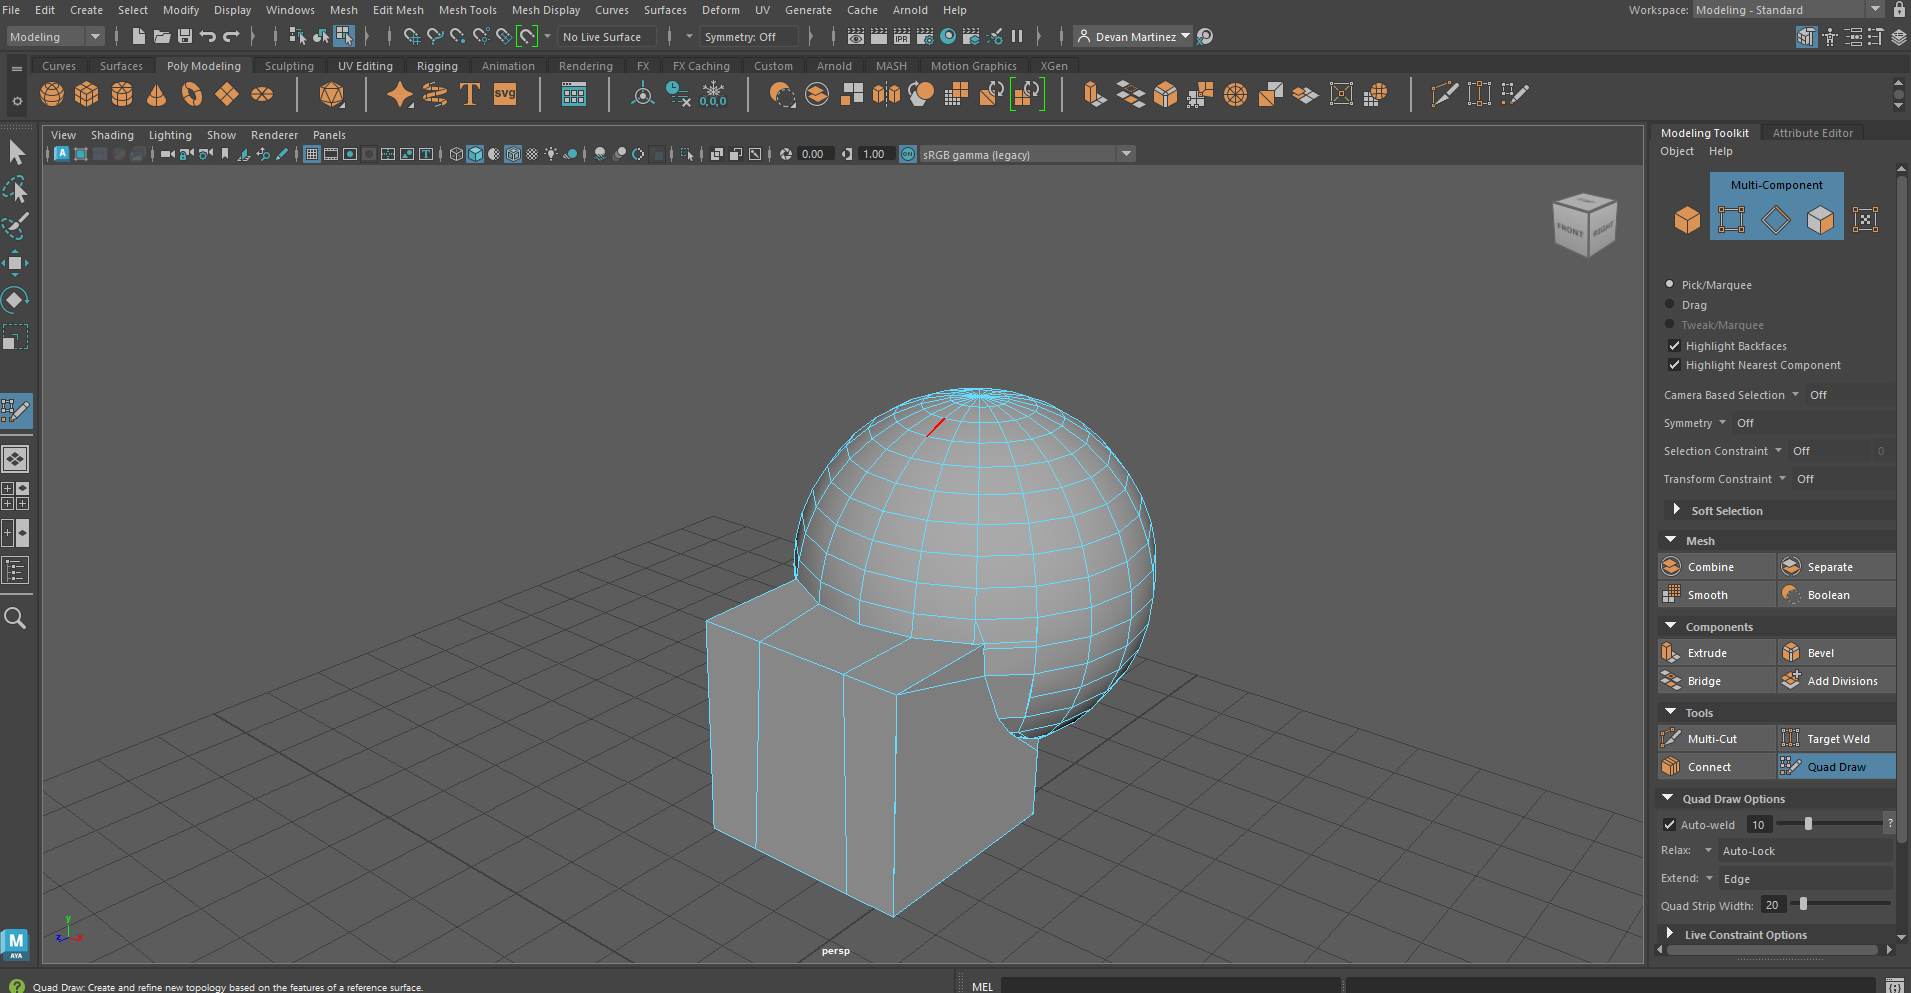 File Edit Create Select Modify Display Windows Mesh Edit Mesh Mesh Tools Mesh Display Curves Surfaces Deform UV Generate Cache Arnold Help Workspace: Modeling - Standard
Modeling No Live Surface Symmetry: Off IPR Devan Martinez
Curves Surfaces Poly Modeling Sculpting UV Editing Rigging Animation Rendering FX FX Caching Custom Arnold MASH Motion Graphics XGen
T svg 0,0,0
View Shading Lighting Show Renderer Panels
A T 0.00 1.00 ON sRGB gamma (legacy)
FRONT RIGHT
Modeling Toolkit Attribute Editor
Object Help
Multi-Component
Pick/Marquee
Drag
Tweak/Marquee
Highlight Backfaces
Highlight Nearest Component
Camera Based Selection Off
Symmetry Off
Selection Constraint Off 0
Transform Constraint Off
Soft Selection
Mesh
Combine Separate
Smooth Boolean
Components
Extrude Bevel
Bridge Add Divisions
Tools
Multi-Cut Target Weld
Connect Quad Draw
Quad Draw Options
Auto-weld 10 ?
Relax: Auto-Lock
Extend: Edge
Quad Strip Width: 20
Live Constraint Options
y
z x
persp
M
AYA
? Quad Draw: Create and refine new topology based on the features of a reference surface. MEL {;}